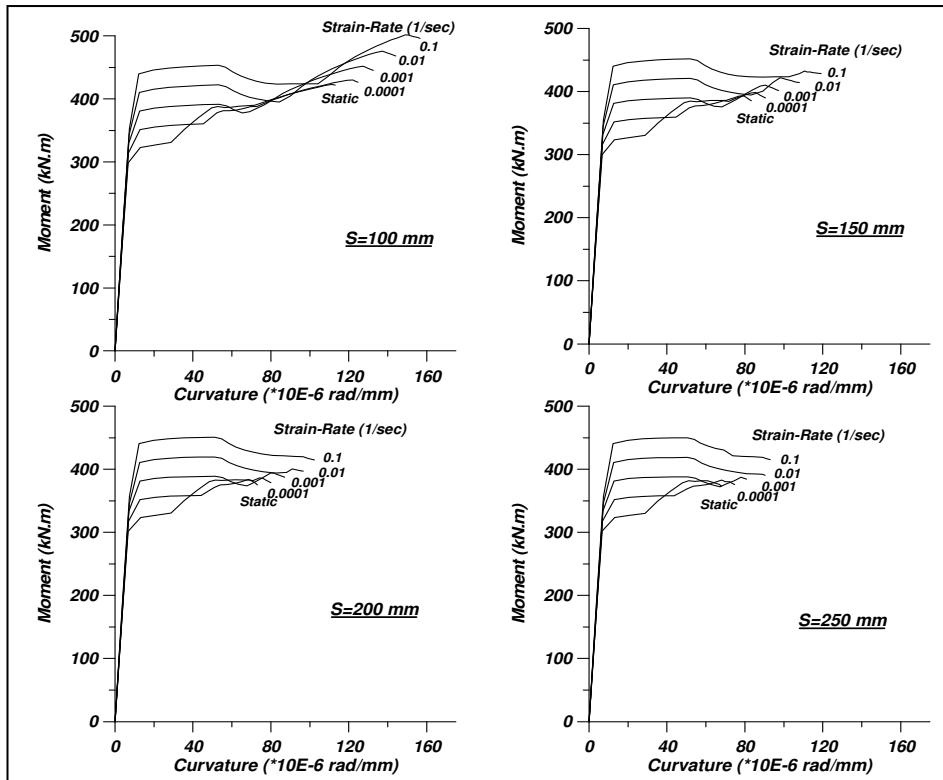 500
400
300
200
100
0
Moment (kN.m)
Strain-Rate (1/sec)
0.1
0.01
0.001
0.0001
Static
S=100 mm
0 40 80 120 160
Curvature (*10E-6 rad/mm)
500
400
300
200
100
0
Moment (kN.m)
Strain-Rate (1/sec)
0.1
0.01
0.001
0.0001
Static
S=150 mm
0 40 80 120 160
Curvature (*10E-6 rad/mm)
500
400
300
200
100
0
Moment (kN.m)
Strain-Rate (1/sec)
0.1
0.01
0.001
0.0001
Static
S=200 mm
0 40 80 120 160
Curvature (*10E-6 rad/mm)
500
400
300
200
100
0
Moment (kN.m)
Strain-Rate (1/sec)
0.1
0.01
0.001
0.0001
Static
S=250 mm
0 40 80 120 160
Curvature (*10E-6 rad/mm)